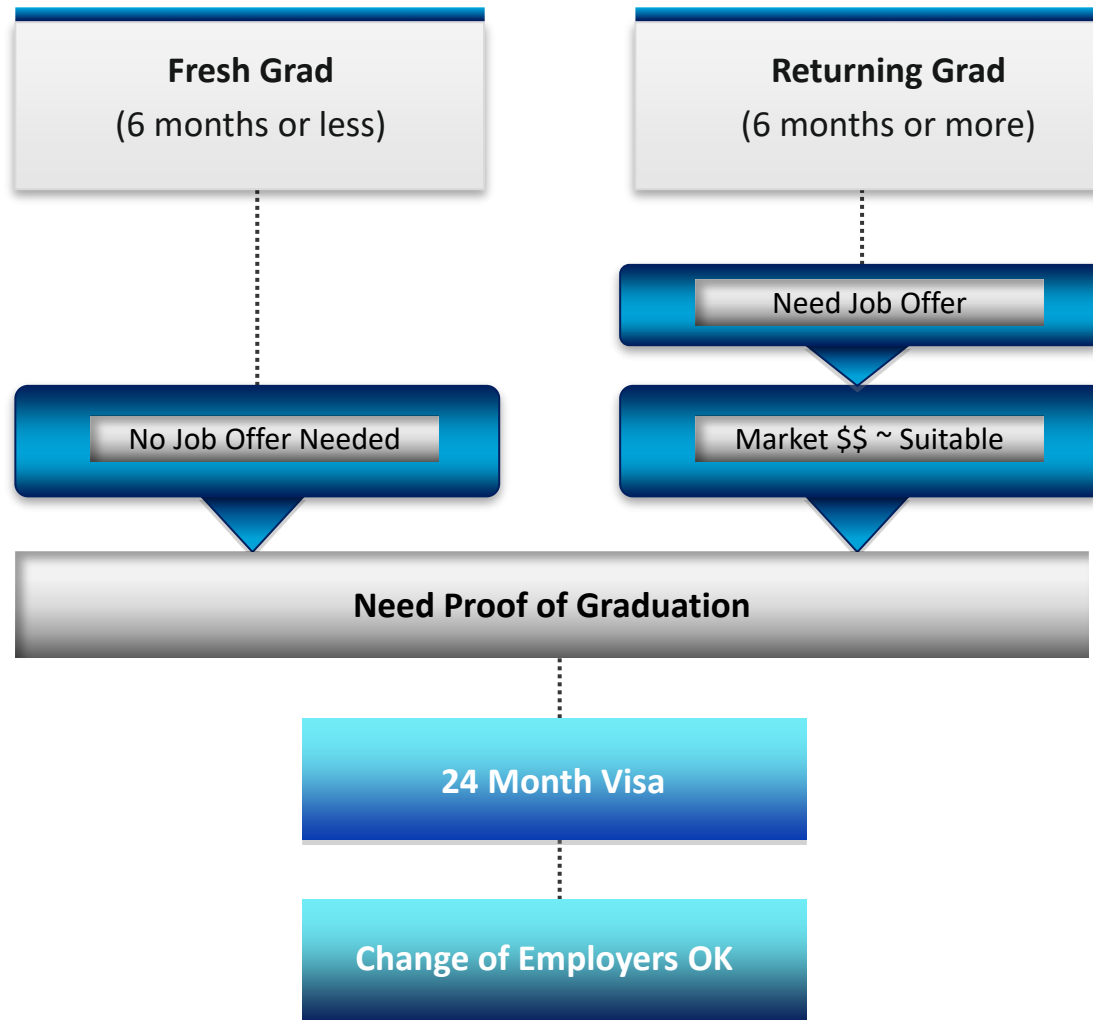 Fresh Grad
(6 months or less)
Returning Grad
(6 months or more)
Need Job Offer
No Job Offer Needed
Market $$ ~ Suitable
Need Proof of Graduation
24 Month Visa
Change of Employers OK